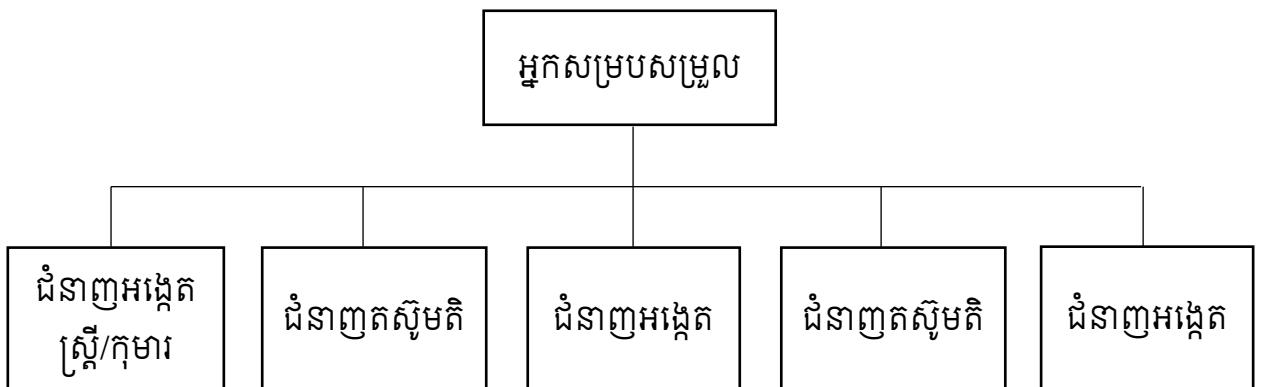 អ្នកសម្របសម្រួល
ជំនាញអង្កេត
ស្ត្រី/កុមារ
ជំនាញតស៊ូមតិ
ជំនាញអង្កេត
ជំនាញតស៊ូមតិ
ជំនាញអង្កេត